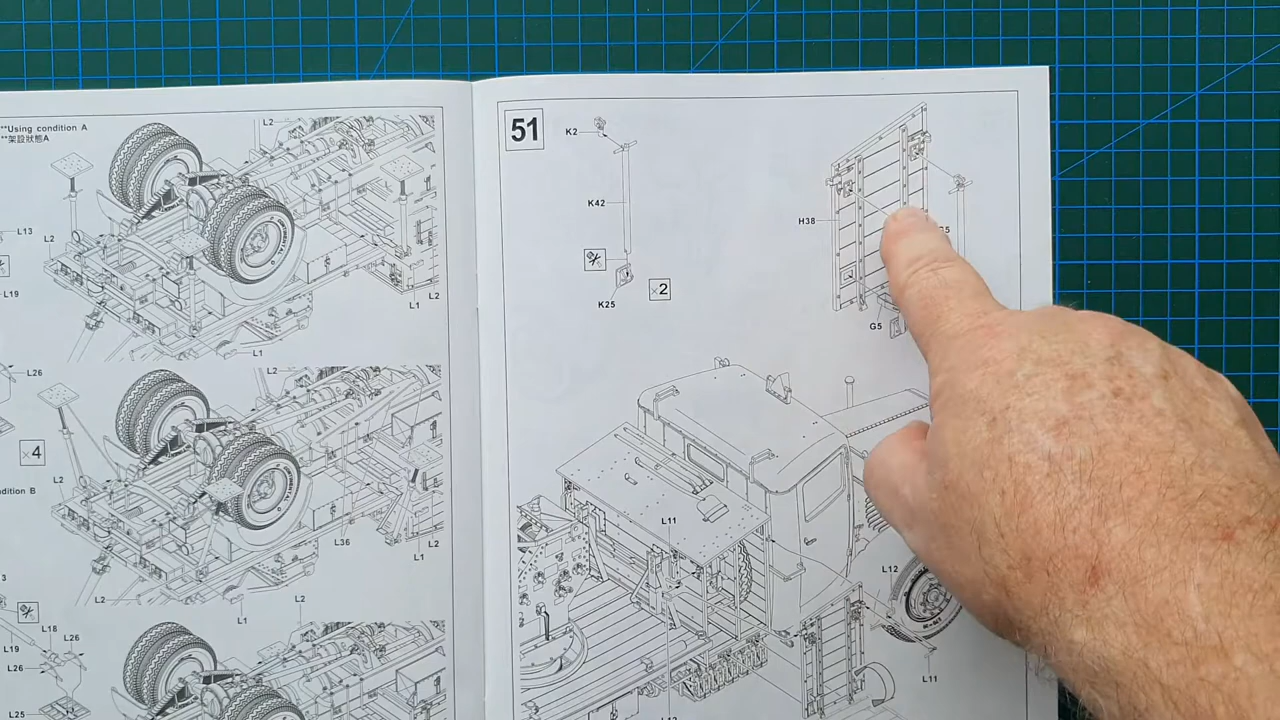 **Using condition A
**架設狀態A
L2
L13
L2
L19
L2
L1
L1
L2
L26
×4
L2
ndition B
L36
L2
L1
L2
L1
L2
3
L18
L19
L26
L26
L25
51
K2
K42
K25
×2
H38
G5
L11
L12
L11